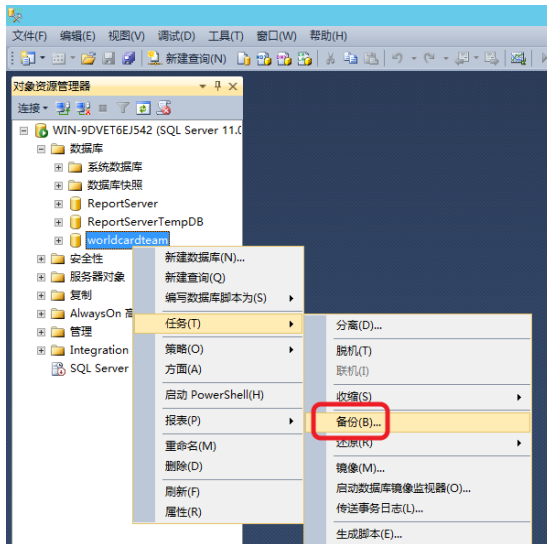 文件(F) 编辑(E) 视图(V) 调试(D) 工具(T) 窗口(W) 帮助(H)
新建查询(N)
对象资源管理器
连接
WIN-9DVET6EJ542 (SQL Server 11.0
数据库
系统数据库
数据库快照
ReportServer
ReportServerTempDB
worldcardteam
安全性
服务器对象
复制
AlwaysOn 高
管理
Integration
SQL Server
新建数据库(N)...
新建查询(Q)
编写数据库脚本为(S)
任务(T)
策略(O)
方面(A)
启动 PowerShell(H)
报表(P)
重命名(M)
删除(D)
刷新(F)
属性(R)
分离(D)...
脱机(T)
联机(I)
收缩(S)
备份(B)...
还原(R)
镜像(M)...
启动数据库镜像监视器(O)...
传送事务日志(L)...
生成脚本(E)...